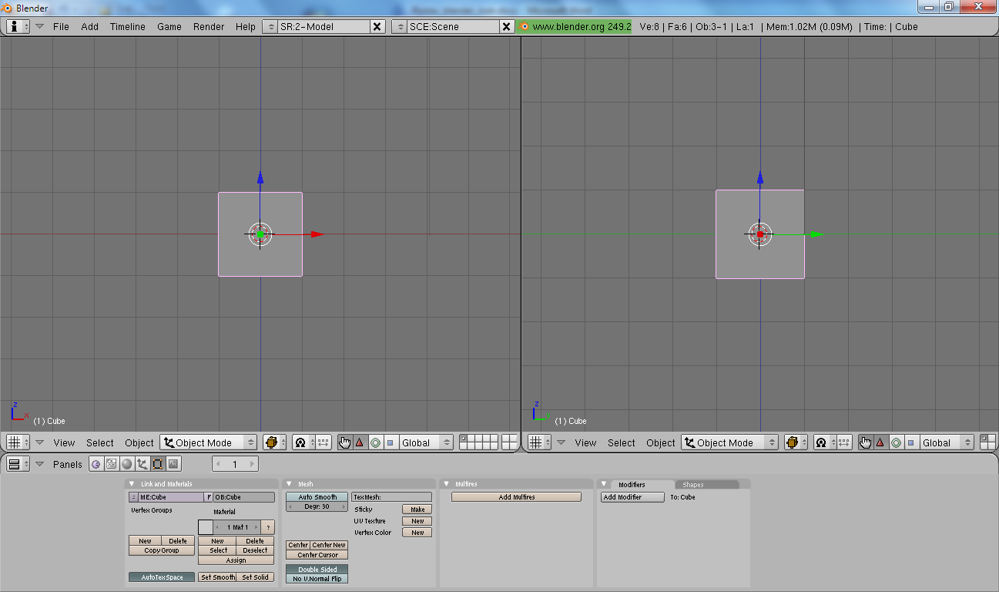 Blender
File Add Timeline Game Render Help SR:2-Model SCE:Scene www.blender.org 249.2 Ve:8 | Fa:6 | Ob:3-1 | La:1 | Mem:1.02M (0.09M) | Time: | Cube
z x
(1) Cube
z
(1) Cube
View Select Object Object Mode Global
View Select Object Object Mode Global
Panels 1
Link and Materials
ME:Cube F OB:Cube
Vertex Groups Material
1 Mat 1 ?
New Delete New Delete
Copy Group Select Deselect
Assign
AutoTexSpace Set Smooth Set Solid
Mesh
Auto Smooth TexMesh:
Degr: 30 Sticky Make
UV Texture New
Vertex Color New
Center Center New
Center Cursor
Double Sided
No V.Normal Flip
Multires
Add Multires
Modifiers Shapes
Add Modifier To: Cube